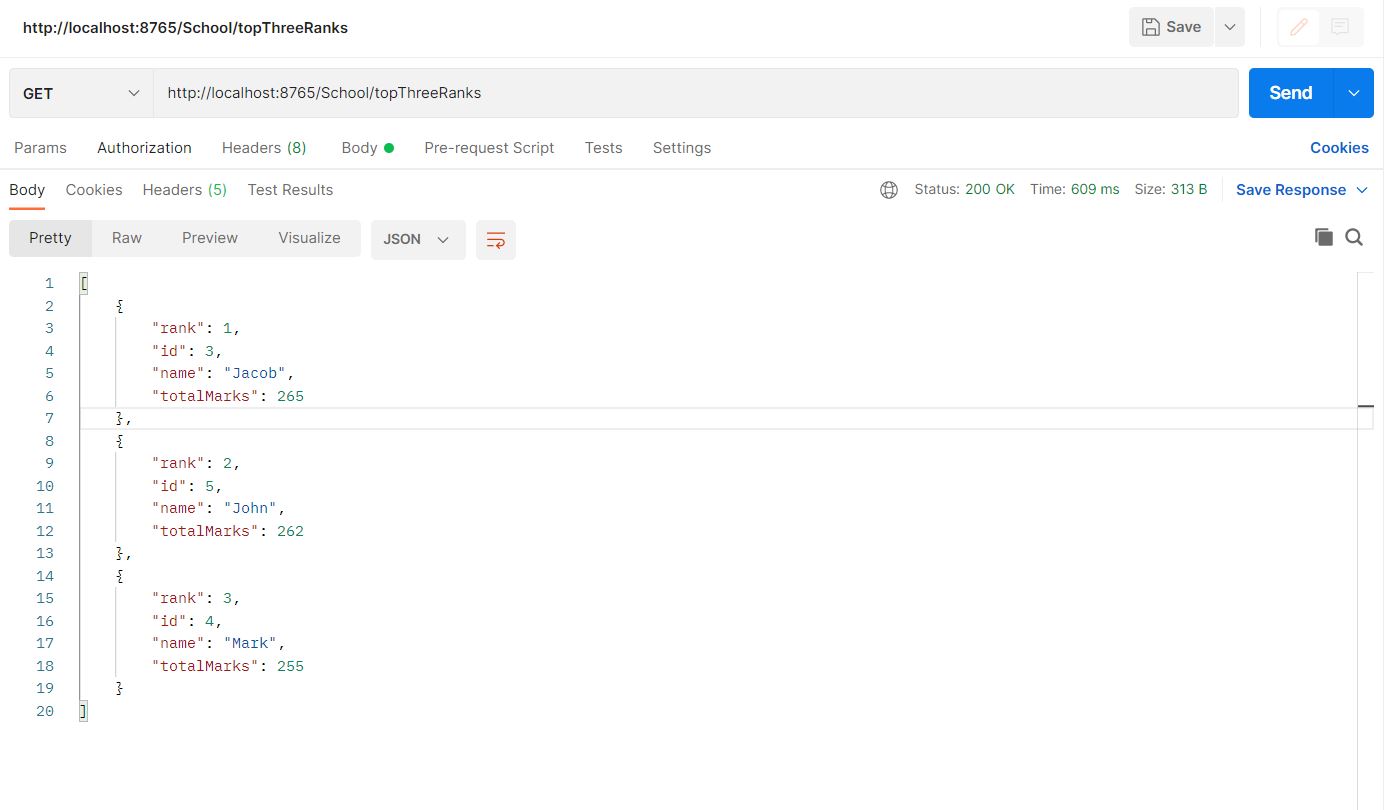 http://localhost:8765/School/topThreeRanks
Save
GET
http://localhost:8765/School/topThreeRanks
Send
Params Authorization Headers (8) Body Pre-request Script Tests Settings Cookies
Body Cookies Headers (5) Test Results Status: 200 OK Time: 609 ms Size: 313 B Save Response
Pretty Raw Preview Visualize JSON
1 [
2 {
3 "rank": 1,
4 "id": 3,
5 "name": "Jacob",
6 "totalMarks": 265
7 },
8 {
9 "rank": 2,
10 "id": 5,
11 "name": "John",
12 "totalMarks": 262
13 },
14 {
15 "rank": 3,
16 "id": 4,
17 "name": "Mark",
18 "totalMarks": 255
19 }
20 ]